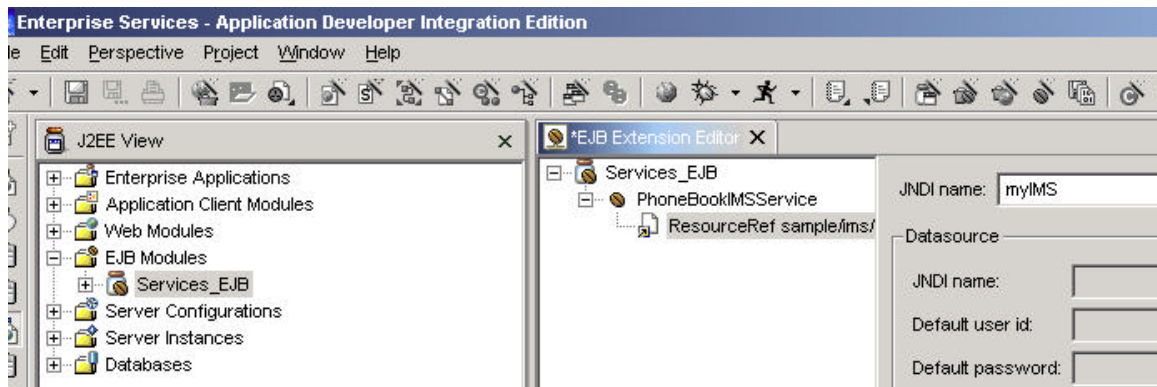 Enterprise Services - Application Developer Integration Edition
Edit Perspective Project Window Help
J2EE View
*EJB Extension Editor
Enterprise Applications
Application Client Modules
Web Modules
EJB Modules
Services_EJB
Server Configurations
Server Instances
Databases
Services_EJB
PhoneBookIMSService
ResourceRef sample/ims/
JNDI name: myIMS
Datasource
JNDI name:
Default user id:
Default password: